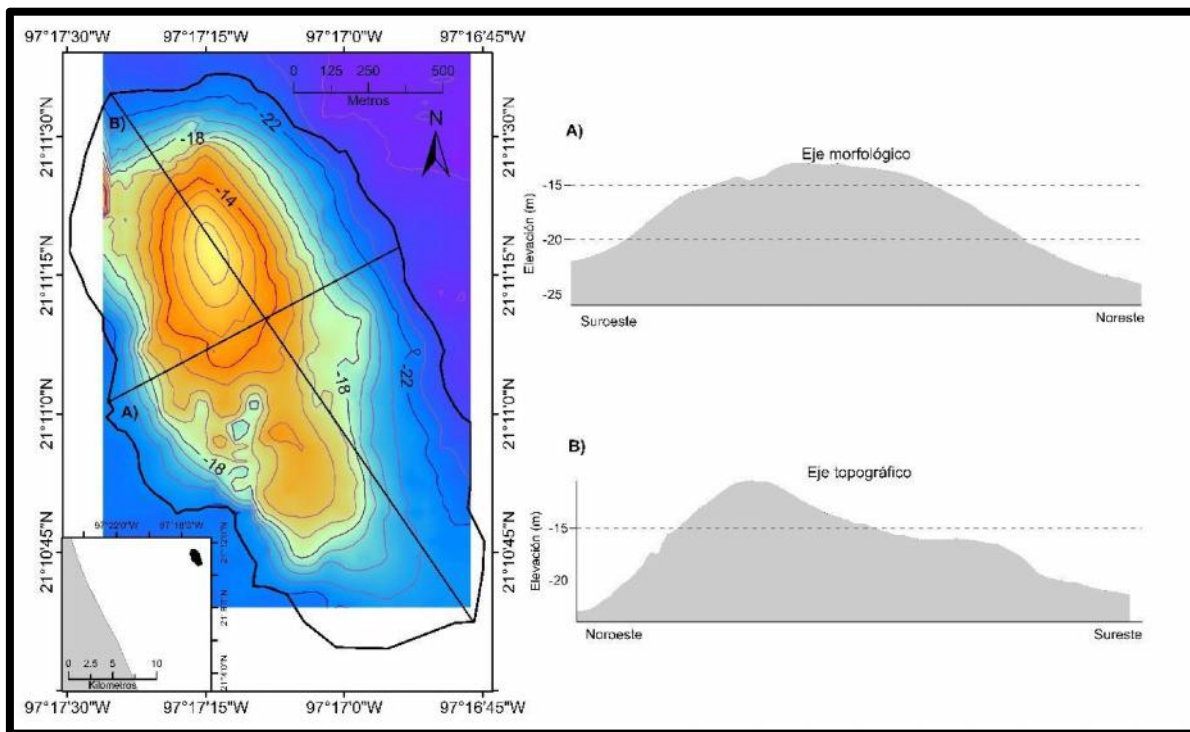 97°17'30"W 97°17'15"W 97°17'0"W 97°16'45"W
0 125 250 500
Metros
N
21°11'30"N 21°11'30"N
21°11'15"N 21°11'15"N
21°11'0"N 21°11'0"N
21°10'45"N 21°10'45"N
B)
-18
-22
-14
-18
-22
A)
-18
0 2.5 5 10
Kilometros
97°17'30"W 97°17'15"W 97°17'0"W 97°16'45"W
A)
Eje morfológico
Elevación (m)
-15
-20
-25
Suroeste Noreste
B)
Eje topográfico
Elevación (m)
-15
-20
Noroeste Sureste